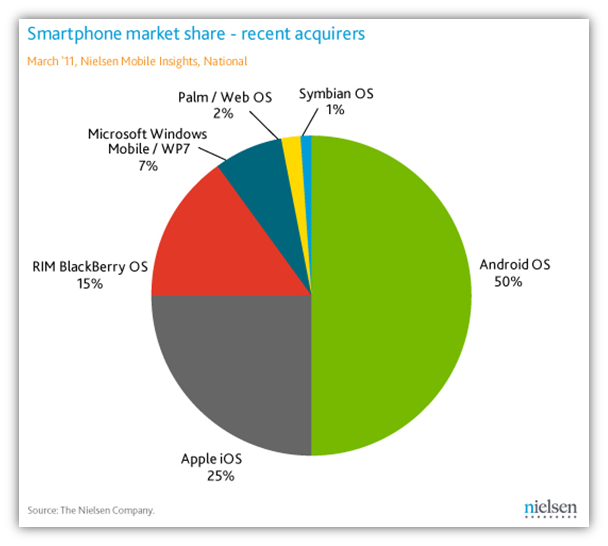 Smartphone market share - recent acquirers
March '11, Nielsen Mobile Insights, National
Symbian OS
1%
Palm / Web OS
2%
Microsoft Windows
Mobile / WP7
7%
RIM BlackBerry OS
15%
Android OS
50%
Apple iOS
25%
Source: The Nielsen Company.
nielsen